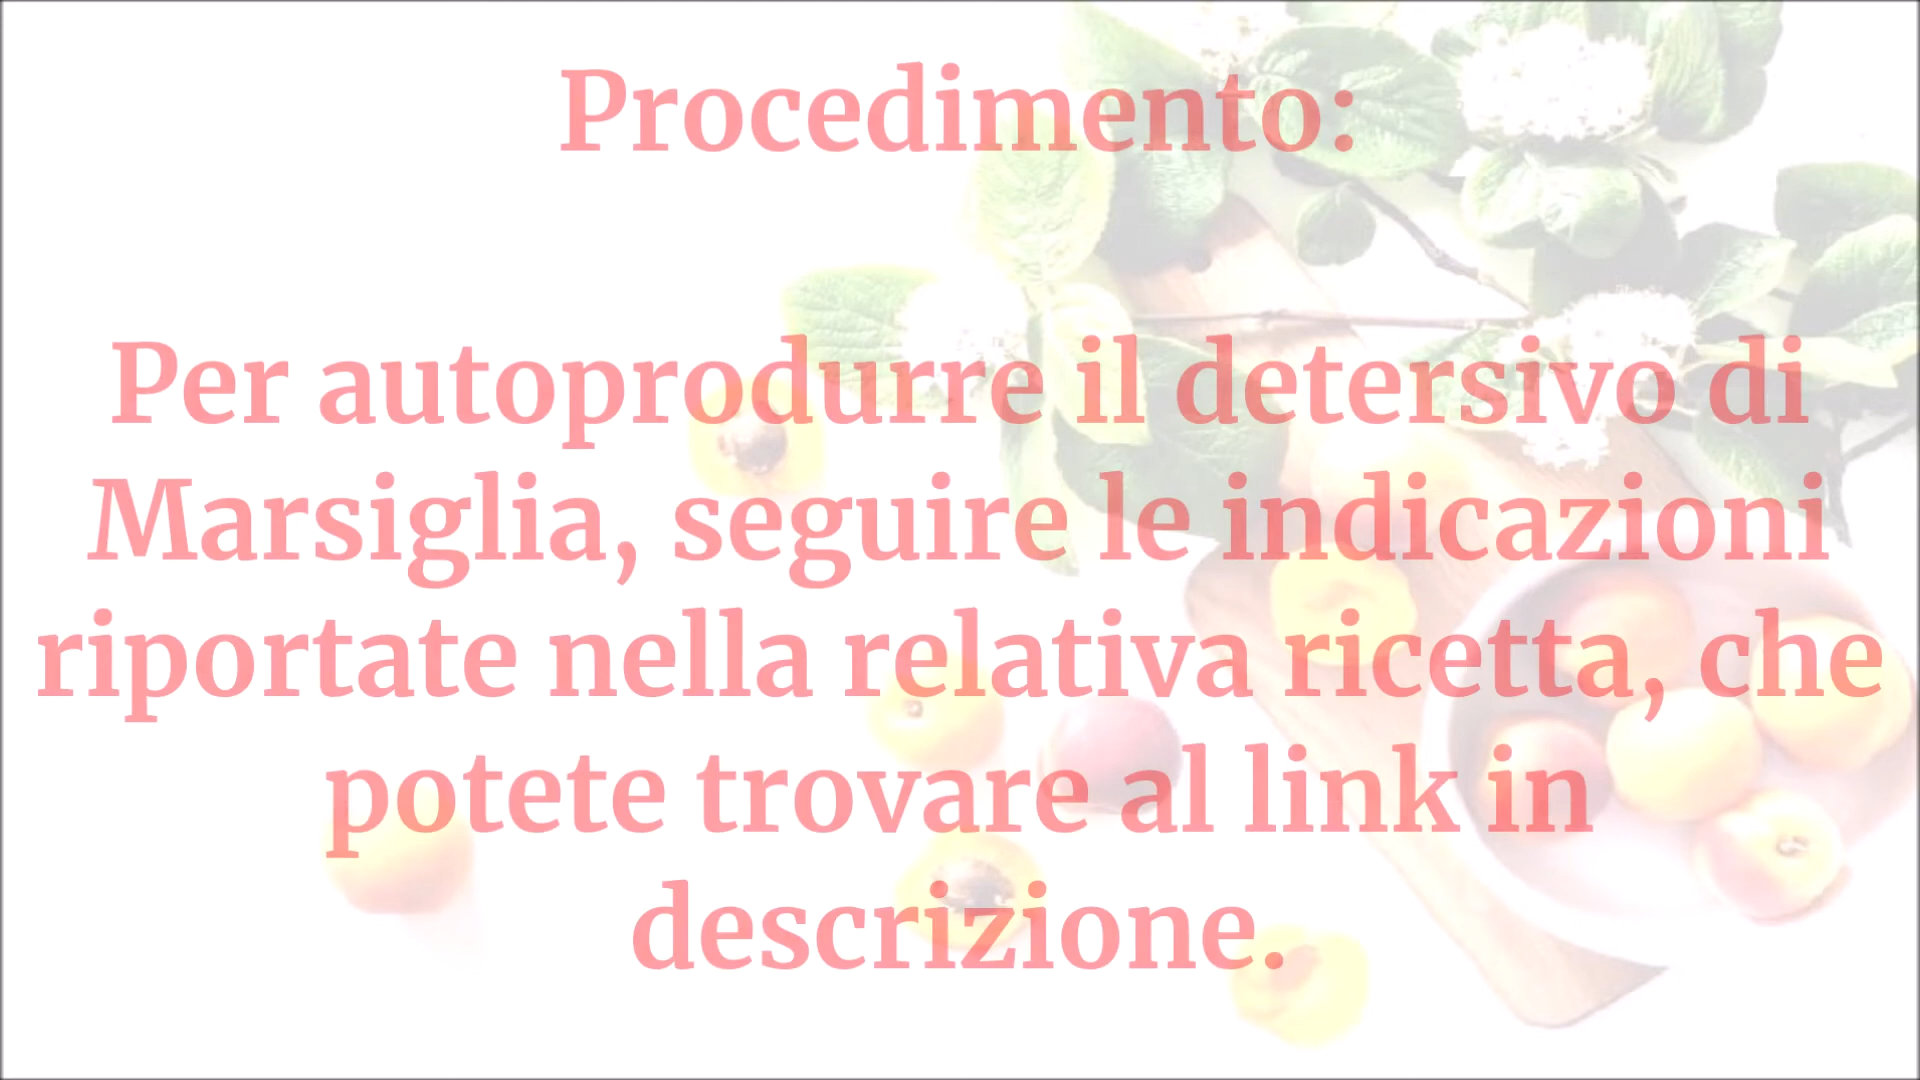 Procedimento:
Per autoprodurre il detersivo di
Marsiglia, seguire le indicazioni
riportate nella relativa ricetta, che
potete trovare al link in
descrizione.